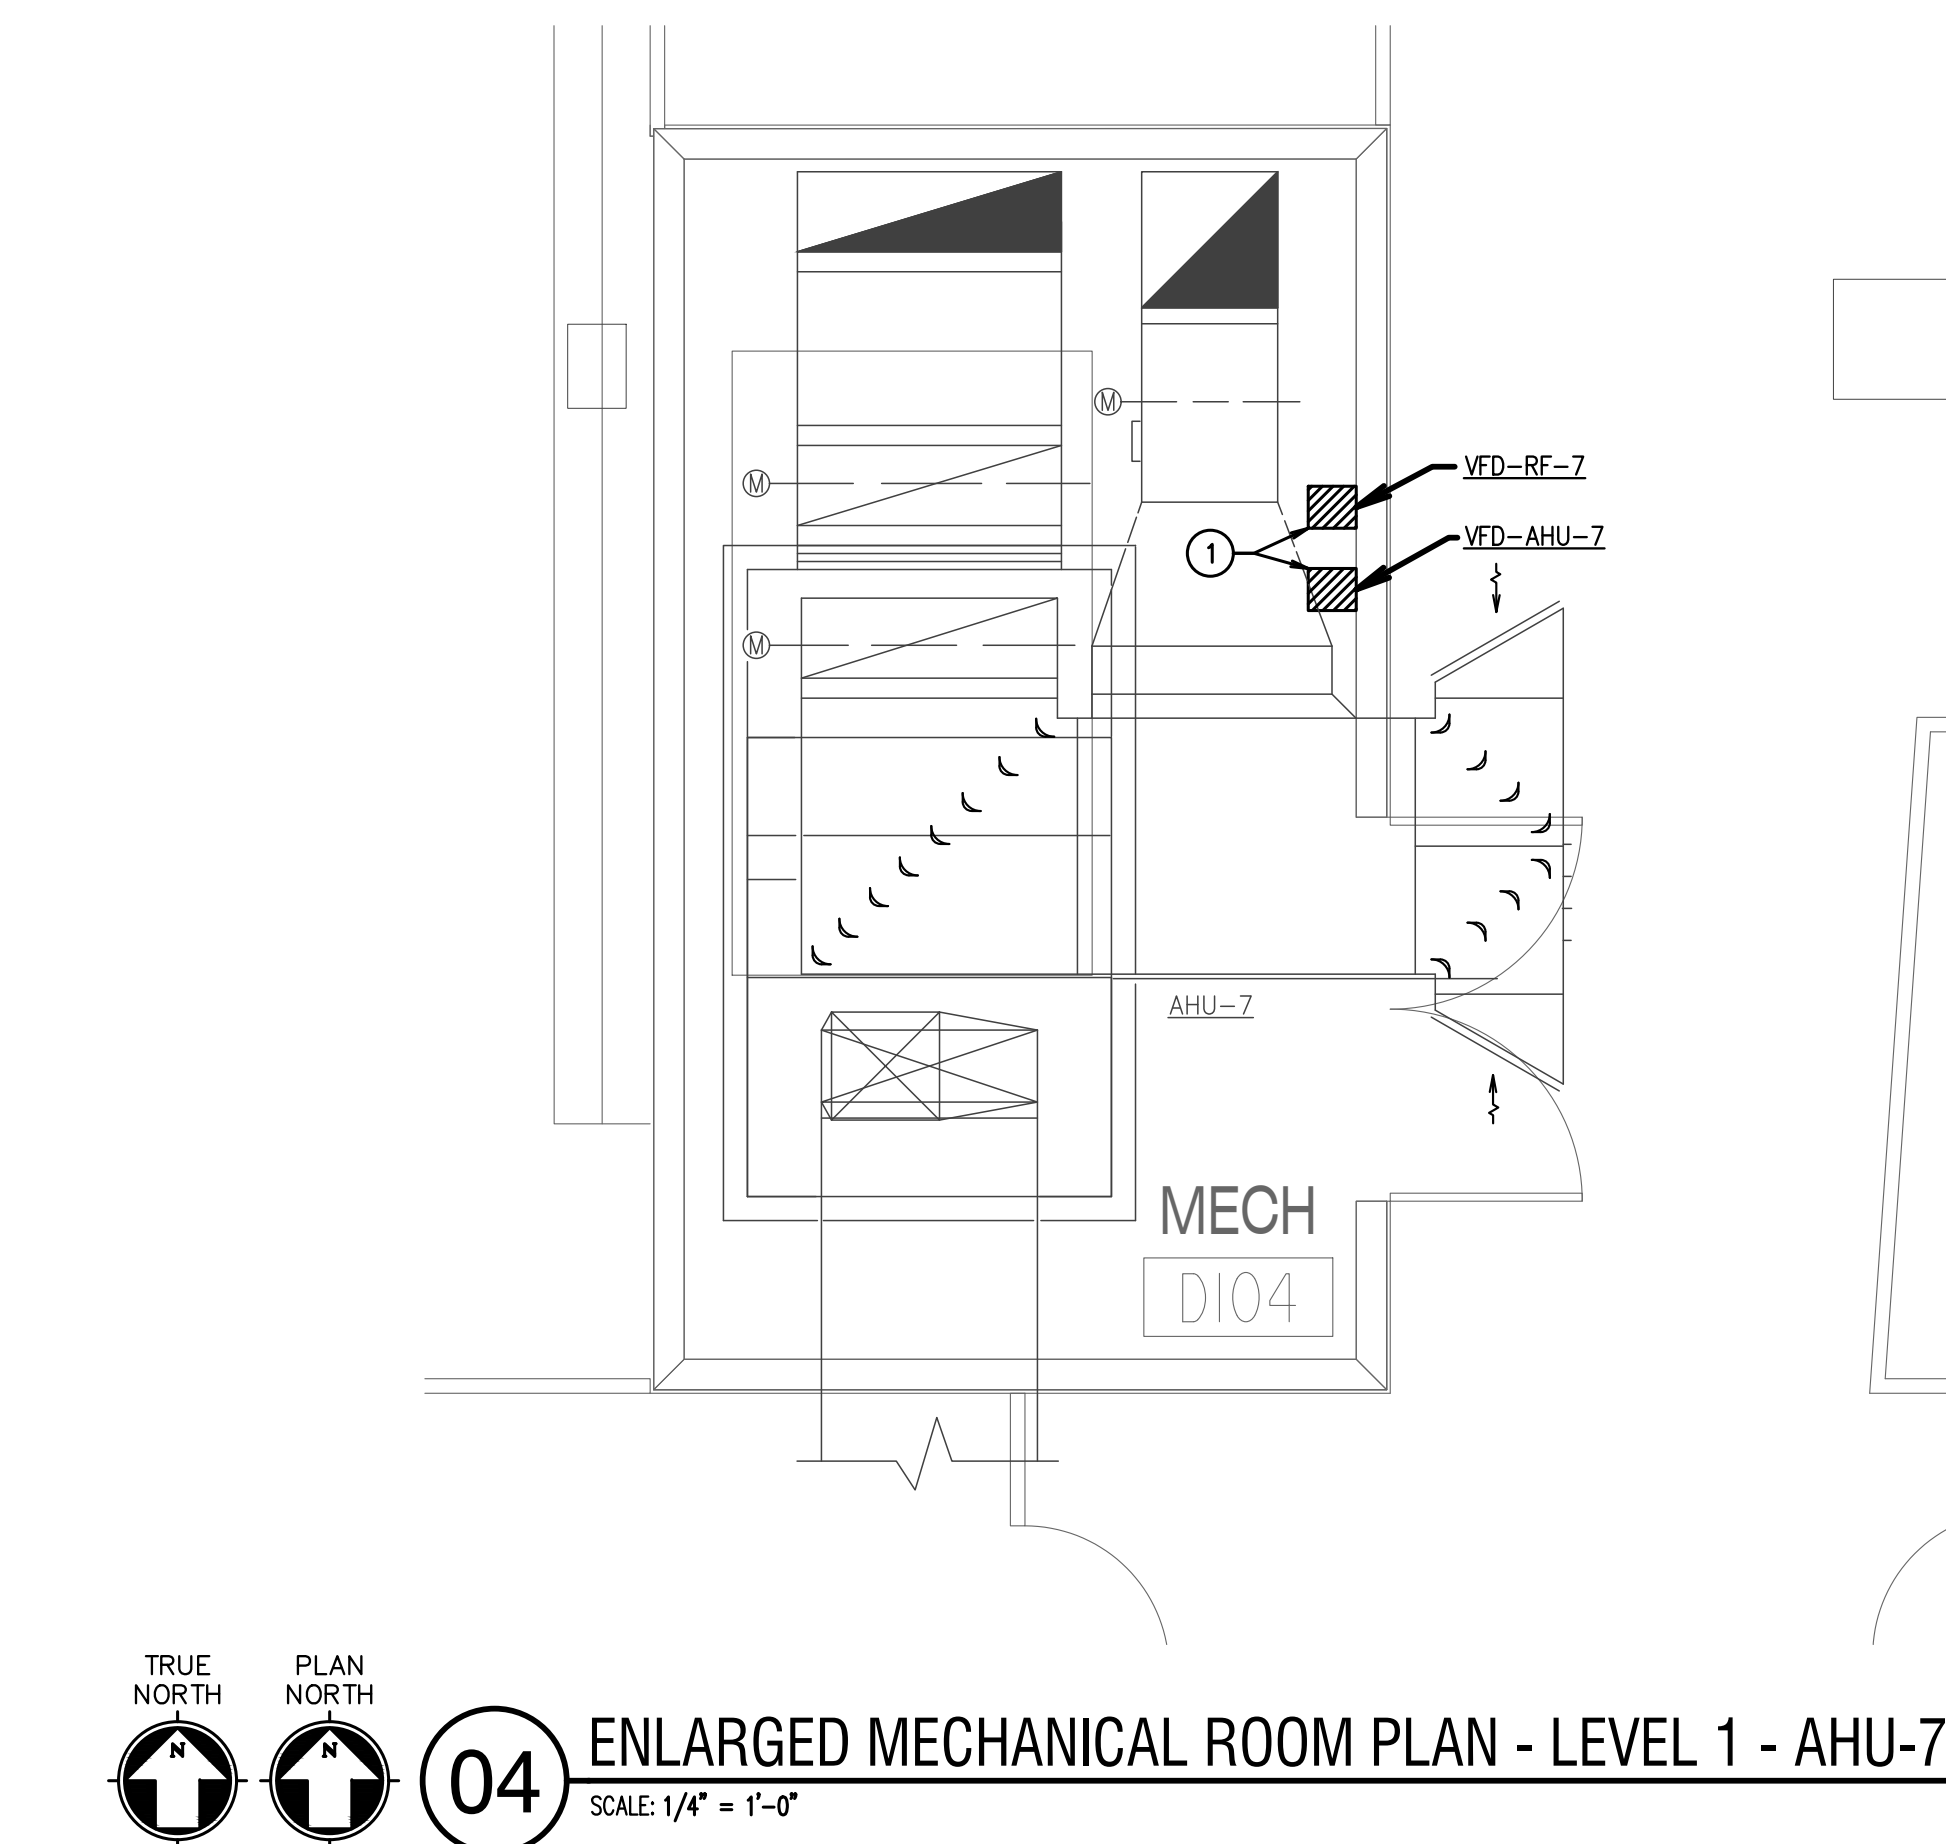 M
M
VFD-RF-7
1
VFD-AHU-7
M
AHU-7
MECH
D104
TRUE
NORTH
N
PLAN
NORTH
N
04
ENLARGED MECHANICAL ROOM PLAN - LEVEL 1 - AHU-7
SCALE: 1/4" = 1'-0"